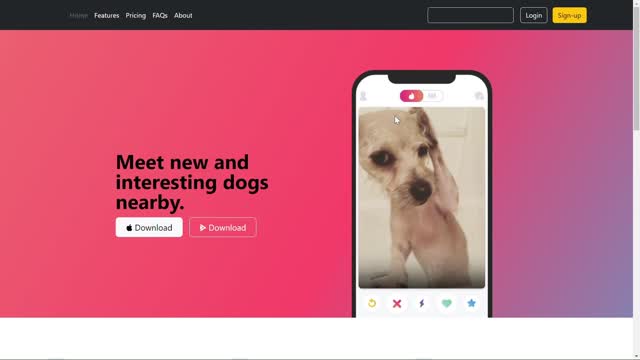 Home Features Pricing FAQs About Login Sign-up
Meet new and
interesting dogs
nearby.
Download Download